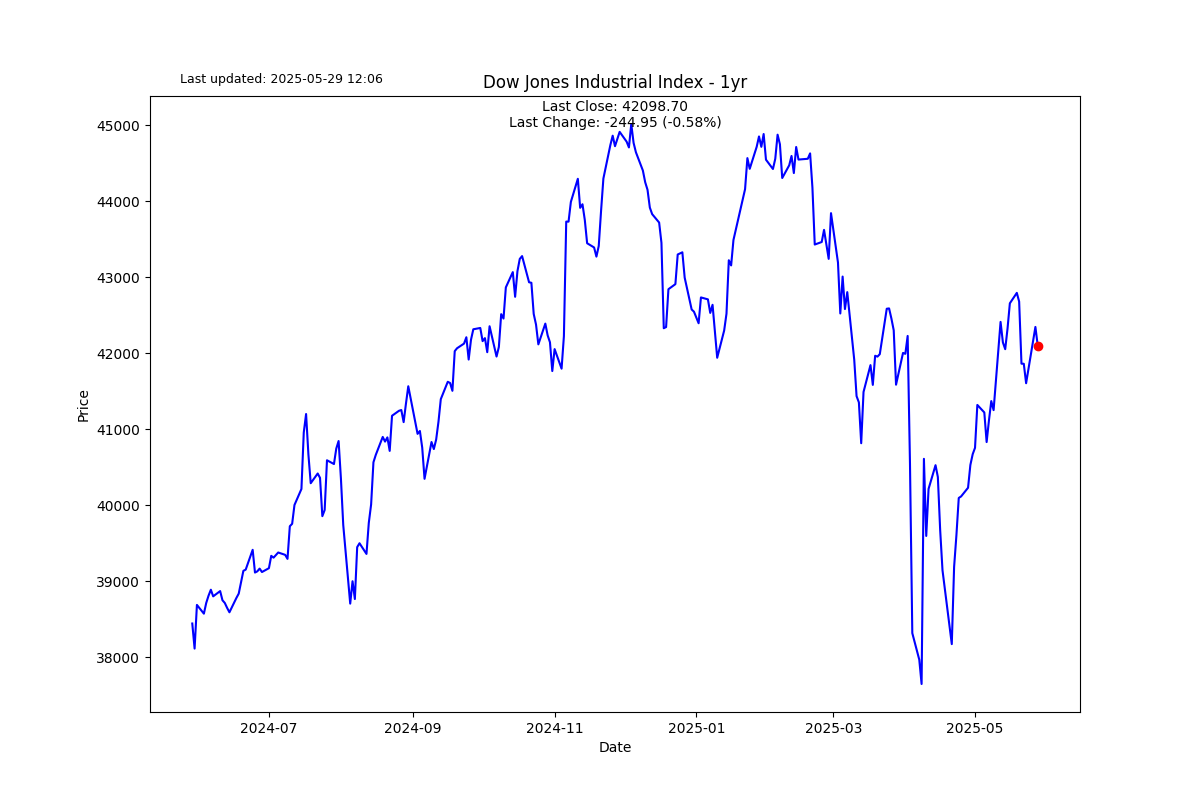 Last updated: 2025-05-29 12:06
Dow Jones Industrial Index - 1yr
Last Close: 42098.70
Last Change: -244.95 (-0.58%)
45000
44000
43000
42000
41000
40000
39000
38000
Price
2024-07
2024-09
2024-11
2025-01
2025-03
2025-05
Date